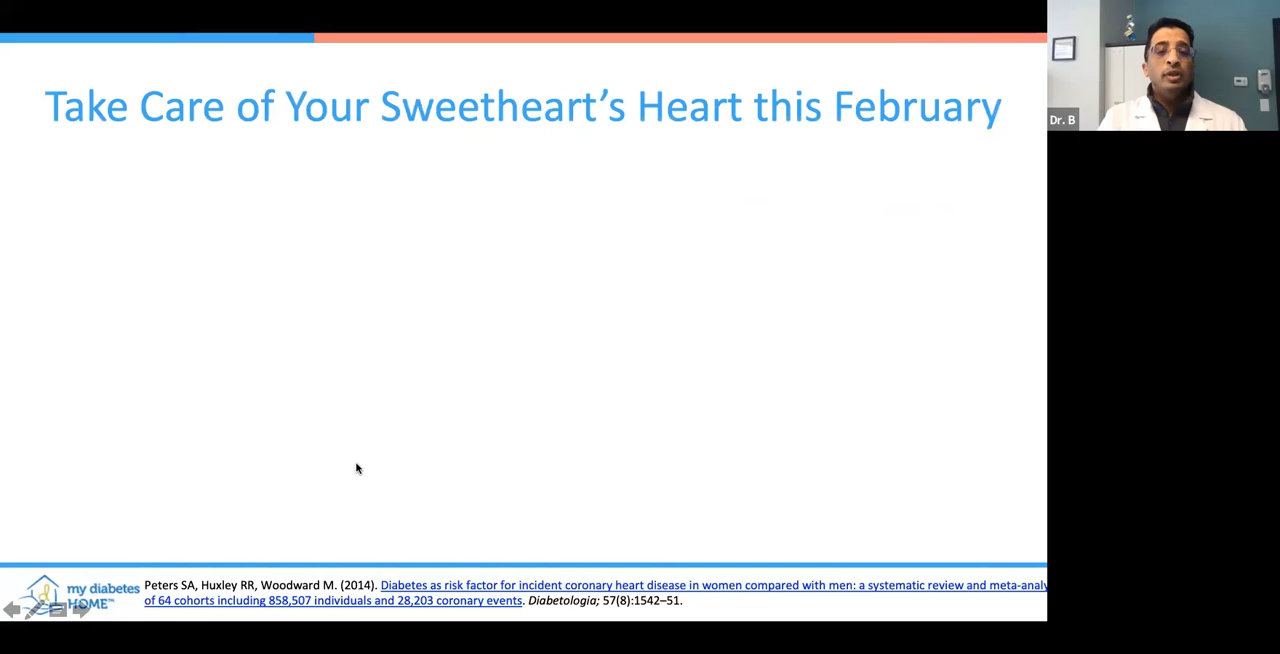 Take Care of Your Sweetheart's Heart this February
Dr. B
my diabetes
HOME™
Peters SA, Huxley RR, Woodward M. (2014). Diabetes as risk factor for incident coronary heart disease in women compared with men: a systematic review and meta-analy
of 64 cohorts including 858,507 individuals and 28,203 coronary events. Diabetologia; 57(8):1542–51.